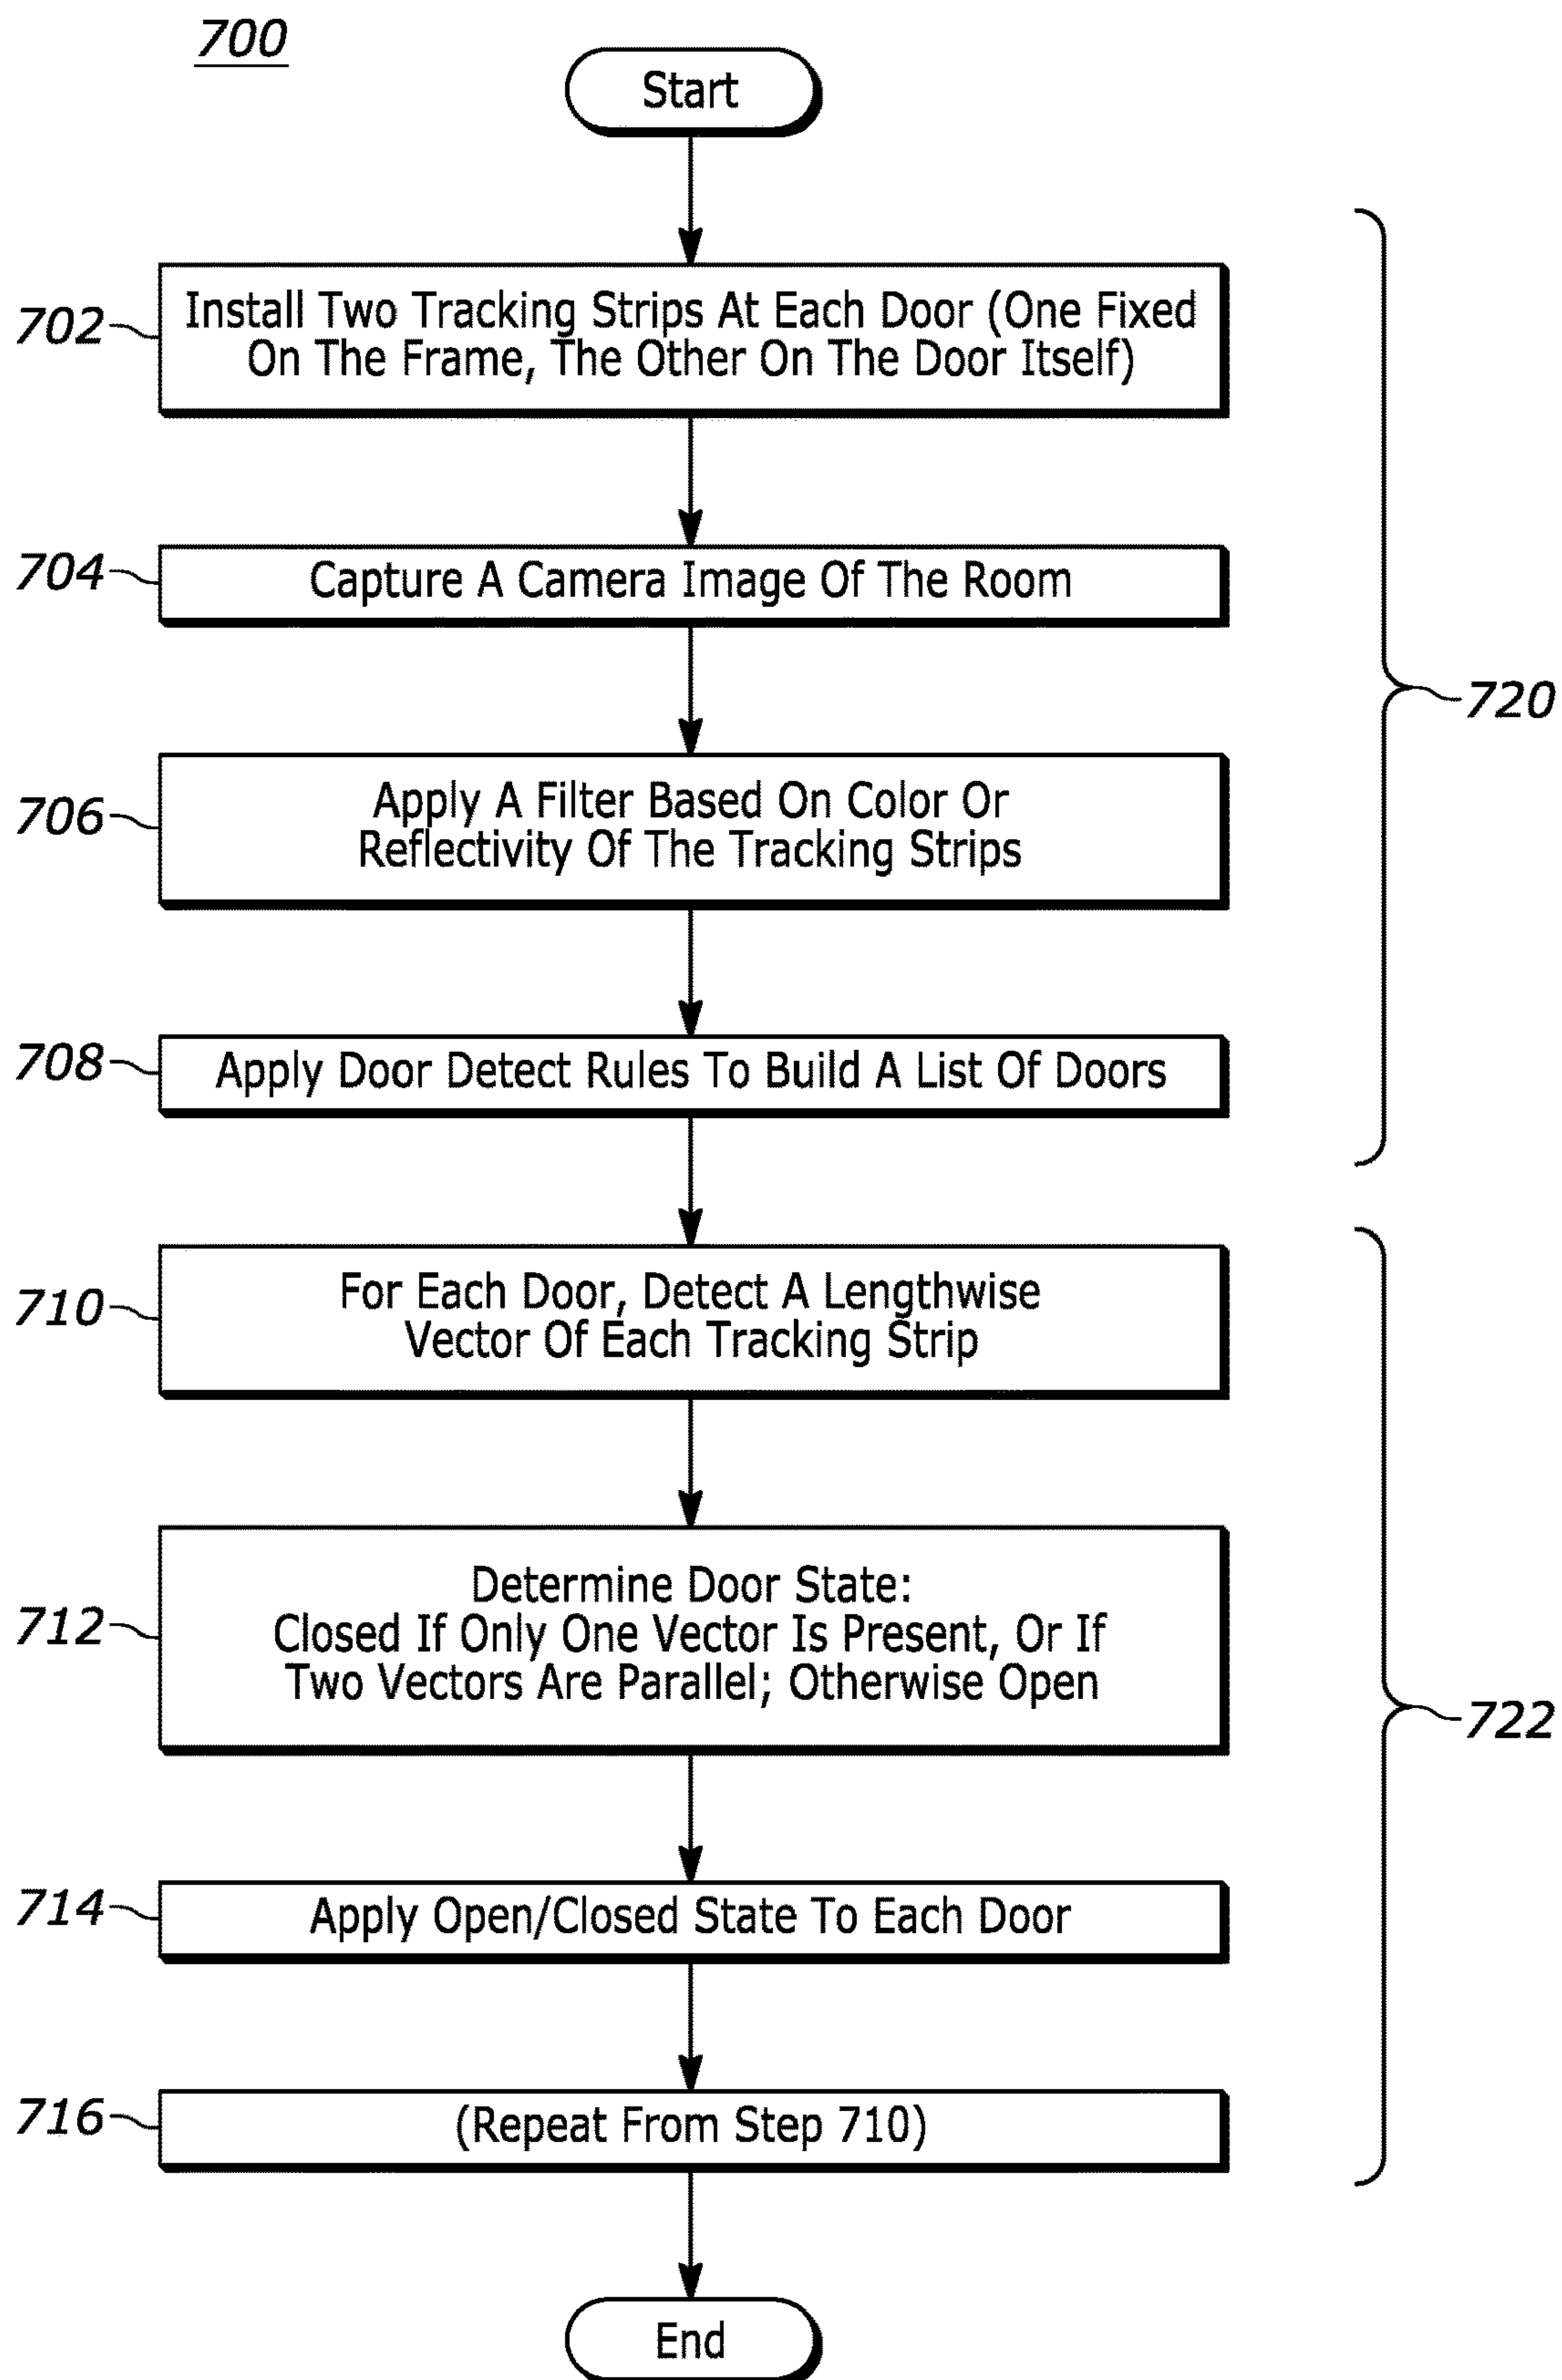 700
Start
702
Install Two Tracking Strips At Each Door (One Fixed
On The Frame, The Other On The Door Itself)
704
Capture A Camera Image Of The Room
720
706
Apply A Filter Based On Color Or
Reflectivity Of The Tracking Strips
708
Apply Door Detect Rules To Build A List Of Doors
710
For Each Door, Detect A Lengthwise
Vector Of Each Tracking Strip
712
Determine Door State:
Closed If Only One Vector Is Present, Or If
Two Vectors Are Parallel; Otherwise Open
722
714
Apply Open/Closed State To Each Door
716
(Repeat From Step 710)
End